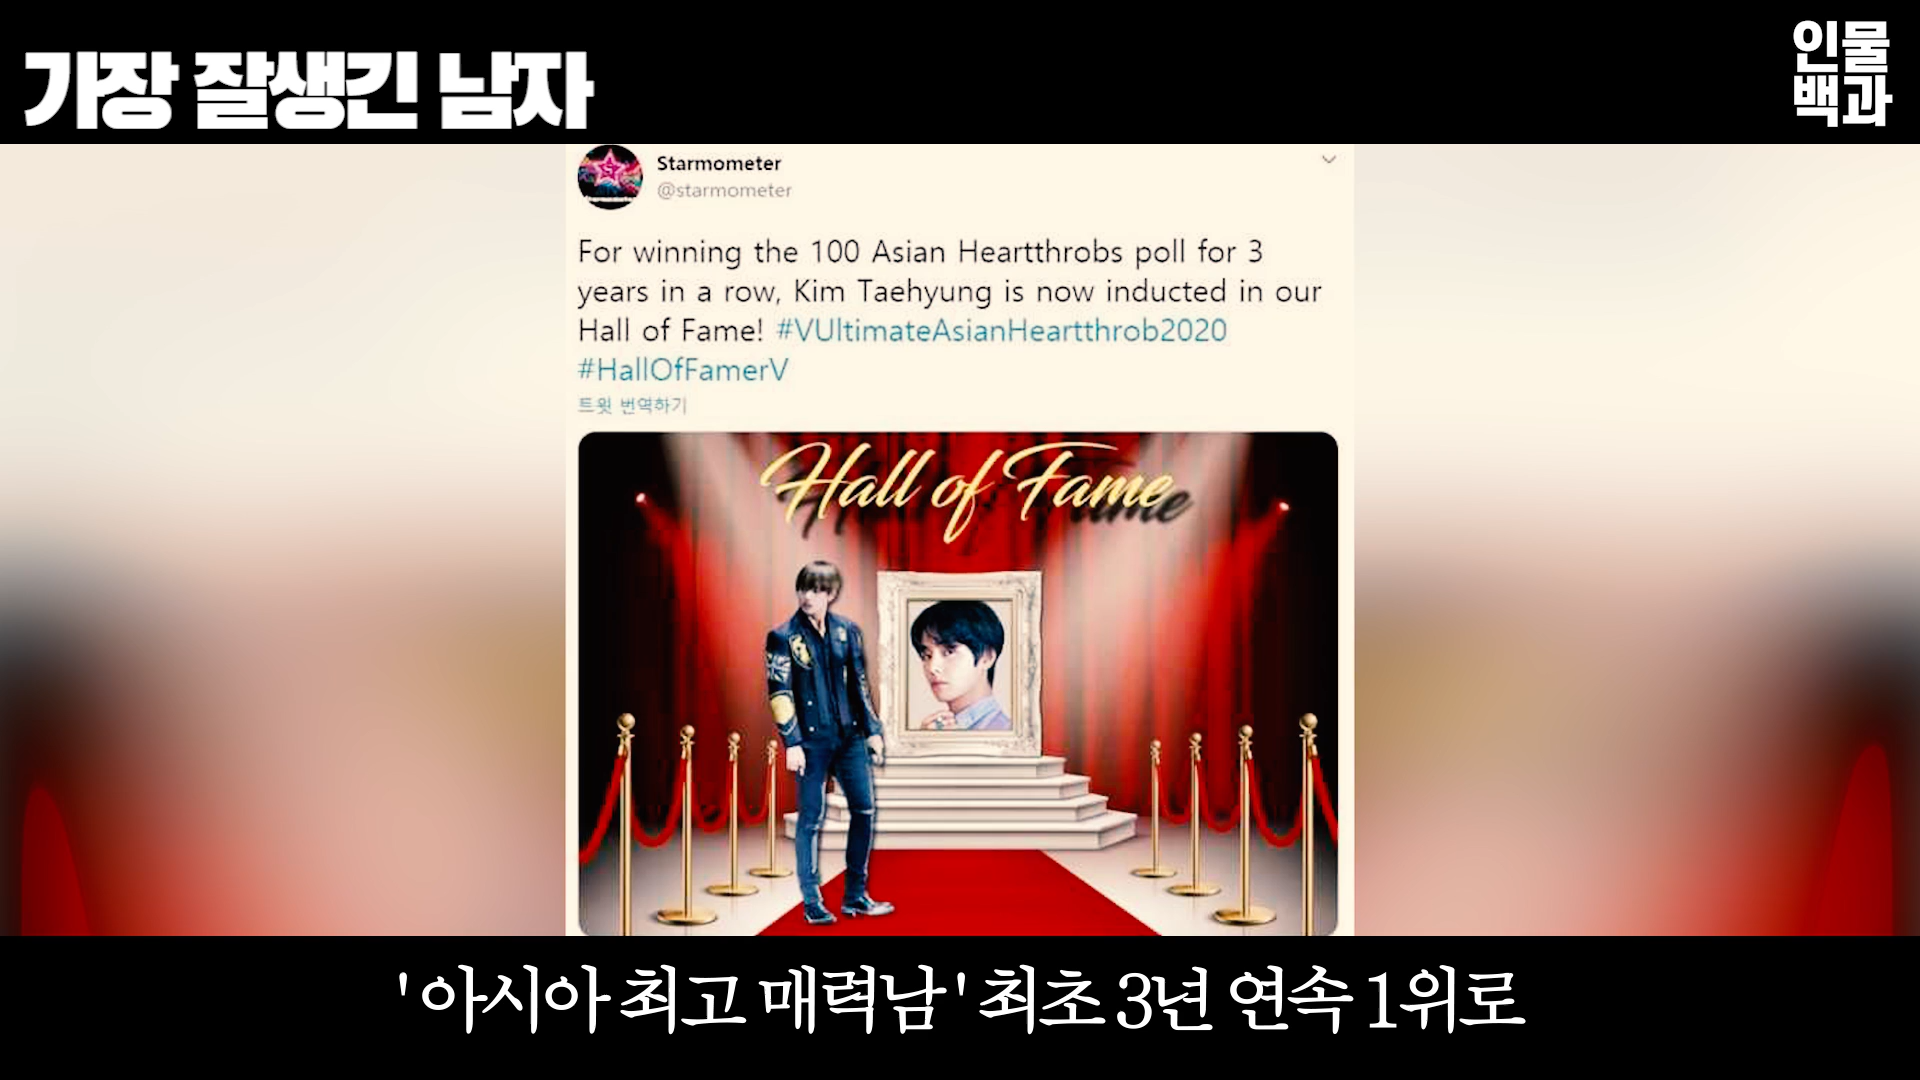 가장 잘생긴 남자
인물
백과
Starmometer
@starmometer
For winning the 100 Asian Heartthrobs poll for 3
years in a row, Kim Taehyung is now inducted in our
Hall of Fame! #VUltimateAsianHeartthrob2020
#HallOfFamerV
트윗 번역하기
Hall of Fame
'아시아 최고 매력남' 최초 3년 연속 1위로